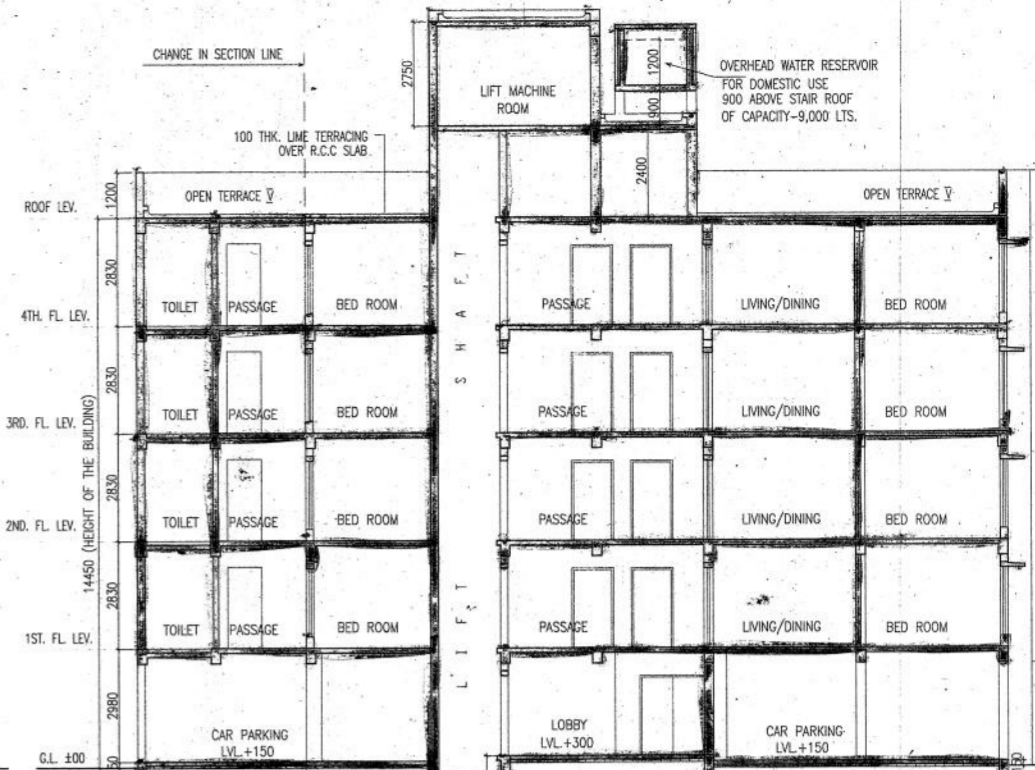 CHANGE IN SECTION LINE
2750
LIFT MACHINE
ROOM
1200
900
OVERHEAD WATER RESERVOIR
FOR DOMESTIC USE
900 ABOVE STAIR ROOF
OF CAPACITY-9,000 LTS.
100 THK. LIME TERRACING
OVER R.C.C SLAB
2400
1200
OPEN TERRACE
OPEN TERRACE
ROOF LEV.
2830
TOILET
PASSAGE
BED ROOM
PASSAGE
LIVING/DINING
BED ROOM
4TH. FL. LEV.
2830
TOILET
PASSAGE
BED ROOM
PASSAGE
LIVING/DINING
BED ROOM
3RD. FL. LEV.
14450 (HEIGHT OF THE BUILDING)
2830
TOILET
PASSAGE
BED ROOM
LIFT SHAFT
PASSAGE
LIVING/DINING
BED ROOM
2ND. FL. LEV.
2830
TOILET
PASSAGE
BED ROOM
PASSAGE
LIVING/DINING
BED ROOM
1ST. FL. LEV.
2980
CAR PARKING
LVL.+150
LOBBY
LVL.+300
CAR PARKING
LVL.+150
G.L. ±00